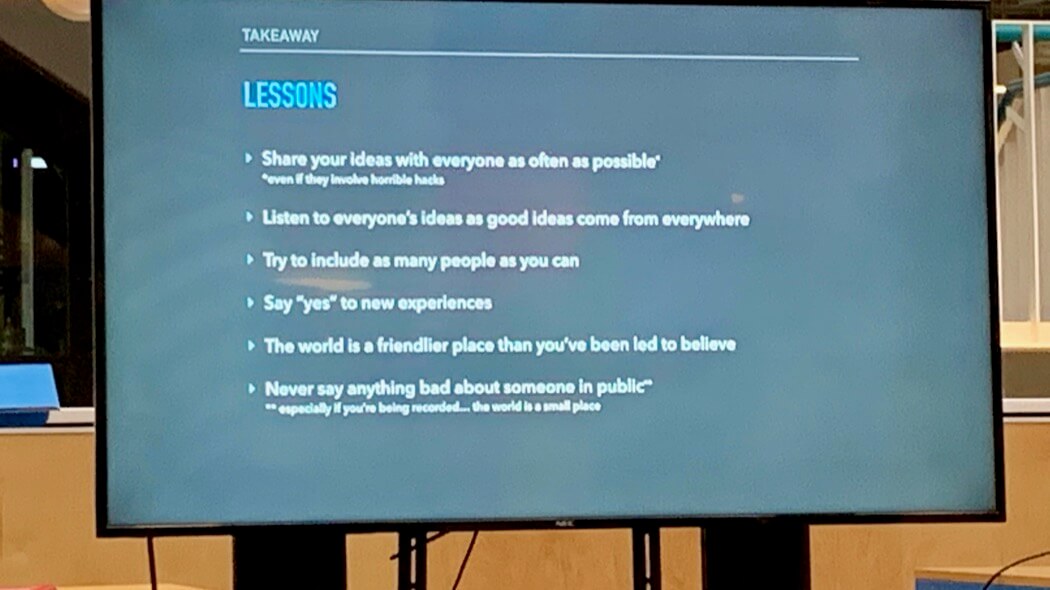 TAKEAWAY
LESSONS
Share your ideas with everyone as often as possible*
*even if they involve horrible hacks
Listen to everyone's ideas as good ideas come from everywhere
Try to include as many people as you can
Say "yes" to new experiences
The world is a friendlier place than you've been led to believe
Never say anything bad about someone in public**
** especially if you're being recorded... the world is a small place